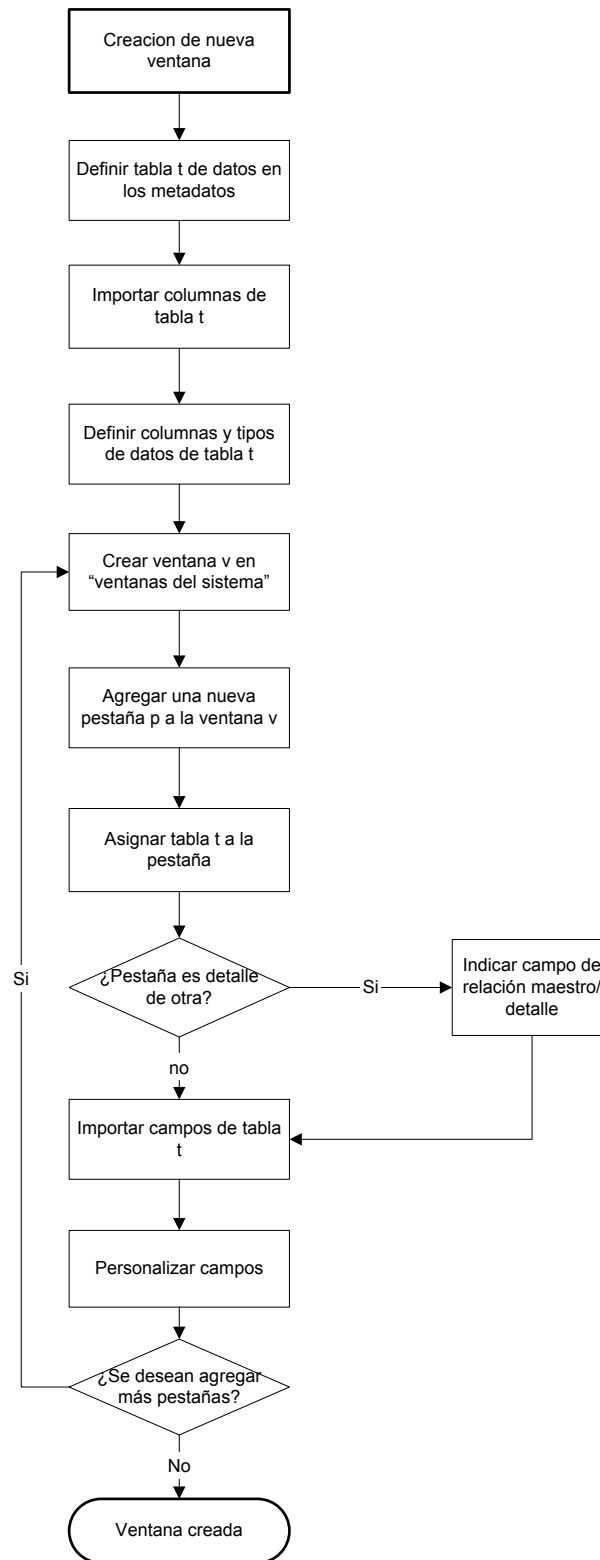 Creacion de nueva
ventana
Definir tabla t de datos en
los metadatos
Importar columnas de
tabla t
Definir columnas y tipos
de datos de tabla t
Crear ventana v en
“ventanas del sistema”
Agregar una nueva
pestaña p a la ventana v
Asignar tabla t a la
pestaña
¿Pestaña es detalle
de otra?
Si
Indicar campo de
relación maestro/
detalle
no
Importar campos de tabla
t
Personalizar campos
¿Se desean agregar
más pestañas?
Si
No
Ventana creada